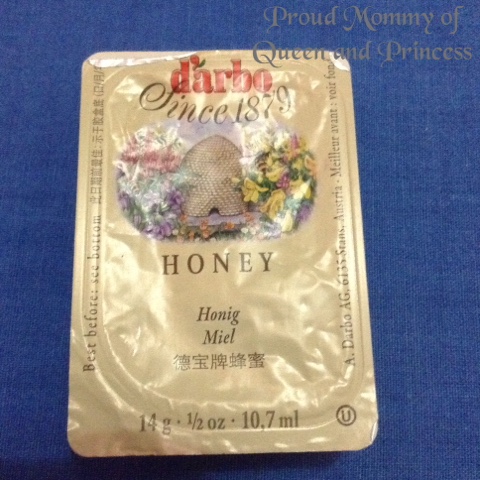 Proud Mommy of
Queen and Princess
d'arbo
Since 1879
HONEY
Honig
Miel
德宝牌蜂蜜
14 g · 1/2 oz · 10,7 ml
U
Best before: see bottom ·
A. Darbo AG, 6135 Stans, Austria · Meilleur avant : voir fon